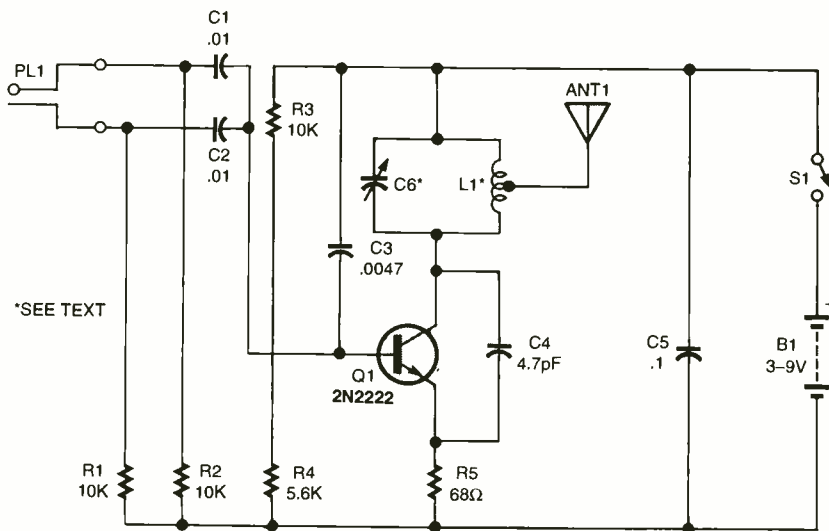 C1
.01
PL1
C2
.01
R3
10K
ANT1
C6*
L1*
S1
C3
.0047
*SEE TEXT
Q1
2N2222
C4
4.7pF
C5
.1
+
B1
3–9V
–
R1
10K
R2
10K
R4
5.6K
R5
68Ω